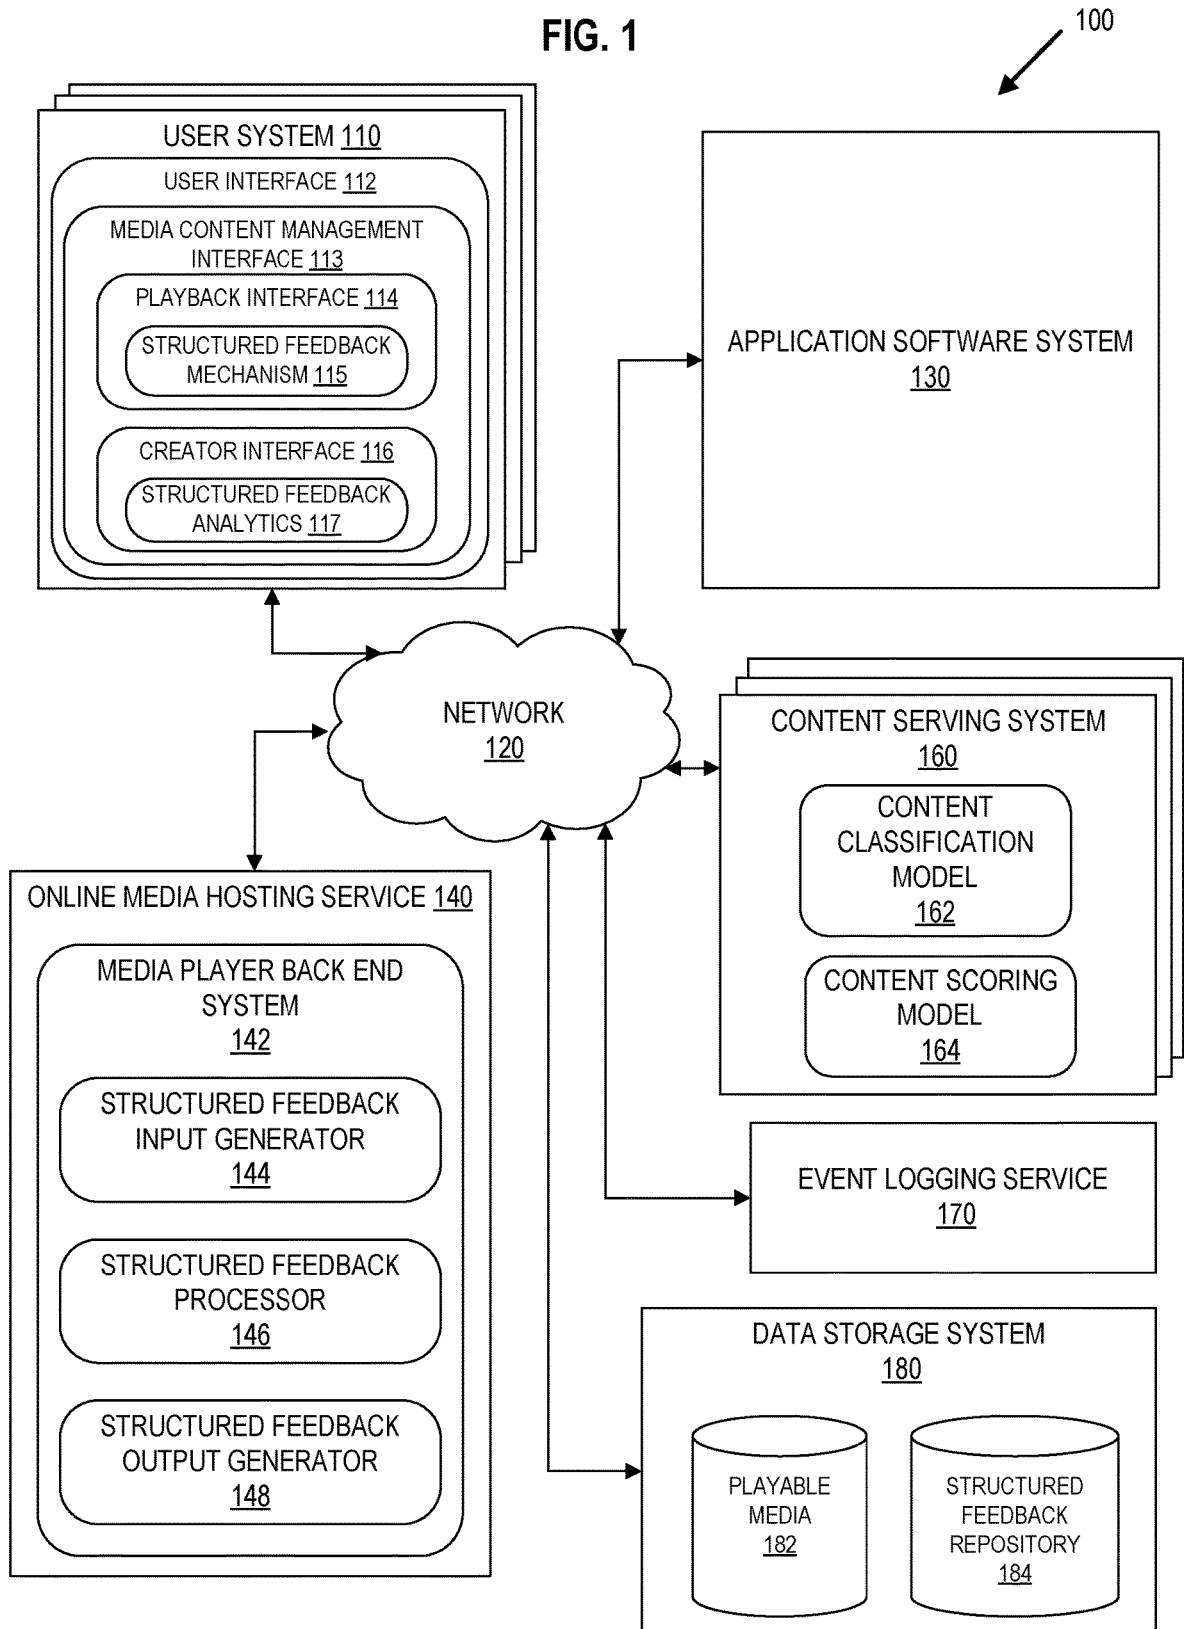 FIG. 1
100
USER SYSTEM 110
USER INTERFACE 112
MEDIA CONTENT MANAGEMENT
INTERFACE 113
PLAYBACK INTERFACE 114
STRUCTURED FEEDBACK
MECHANISM 115
CREATOR INTERFACE 116
STRUCTURED FEEDBACK
ANALYTICS 117
APPLICATION SOFTWARE SYSTEM
130
NETWORK
120
CONTENT SERVING SYSTEM
160
CONTENT
CLASSIFICATION
MODEL
162
CONTENT SCORING
MODEL
164
ONLINE MEDIA HOSTING SERVICE 140
MEDIA PLAYER BACK END
SYSTEM
142
STRUCTURED FEEDBACK
INPUT GENERATOR
144
STRUCTURED FEEDBACK
PROCESSOR
146
STRUCTURED FEEDBACK
OUTPUT GENERATOR
148
EVENT LOGGING SERVICE
170
DATA STORAGE SYSTEM
180
PLAYABLE
MEDIA
182
STRUCTURED
FEEDBACK
REPOSITORY
184